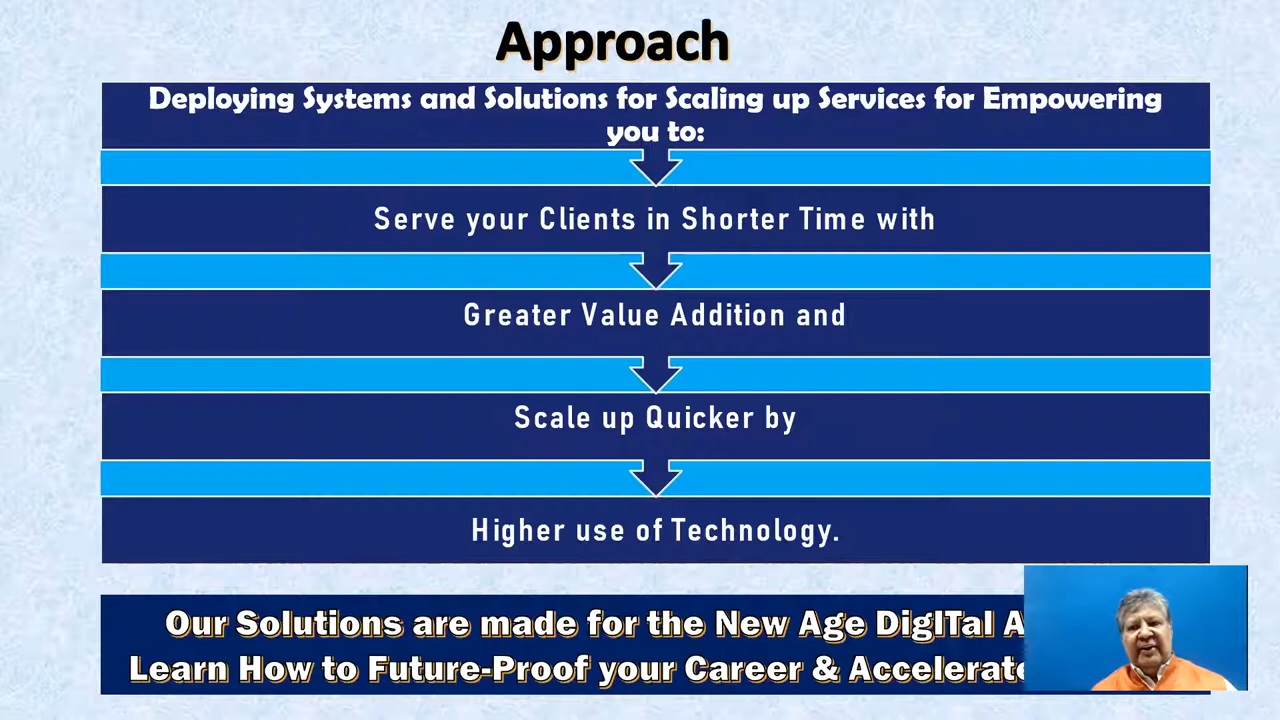 Approach
Deploying Systems and Solutions for Scaling up Services for Empowering
you to:
Serve your Clients in Shorter Time with
Greater Value Addition and
Scale up Quicker by
Higher use of Technology.
Our Solutions are made for the New Age DigITal
Learn How to Future-Proof your Career &